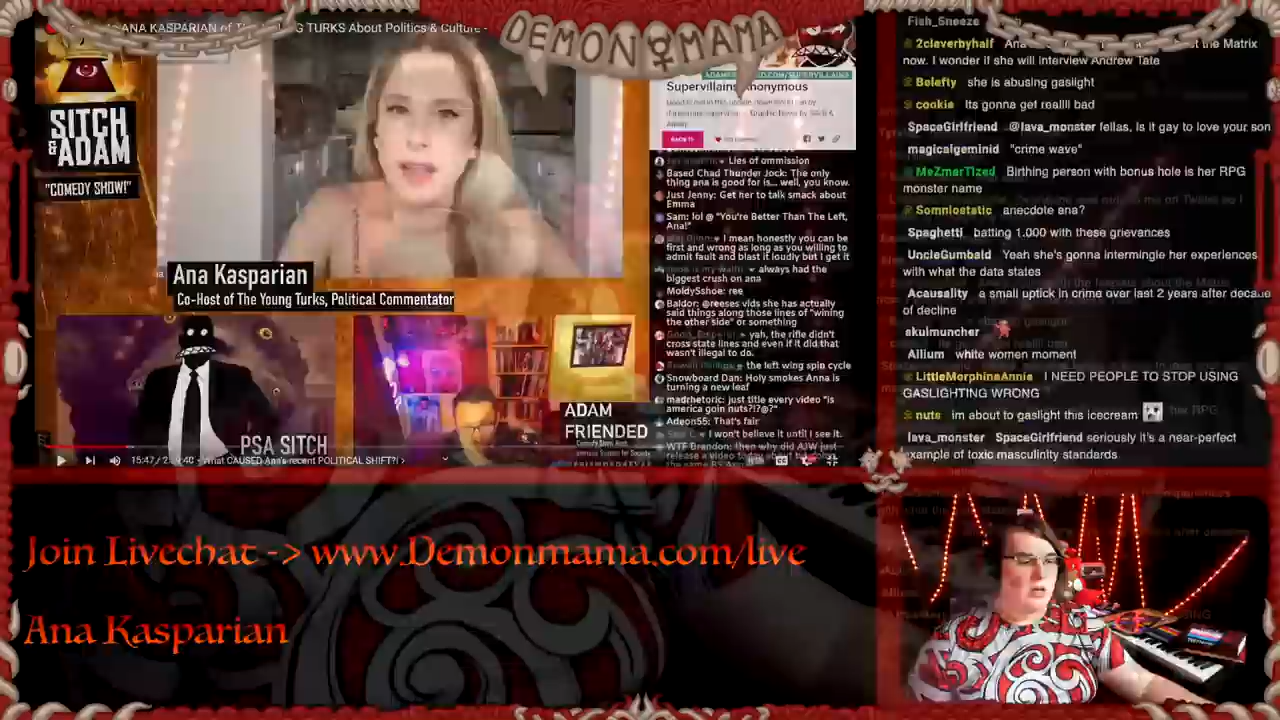 ANA KASPARIAN of
G TURKS About Politics & Culture -
DEMON MAMA
SITCH
& ADAM
"COMEDY SHOW!"
Supervillains
BACK IT
Lies of ommission
Based Chad Thunder Jock: The only
thing ana is good for is... well, you know.
Just Jenny: Get her to talk smack about
Emma
Sam: lol @ "You're Better Than The Left,
Ana!"
I mean honestly you can be
first and wrong as long as you willing to
admit fault and blast it loudly but I get it
always had the
biggest crush on ana
MoldySshoe: ree
Baldor: @reeses vids she has actually
said things along those lines of "wining
the other side" or something
yah, the rifle didn't
cross state lines and even if it did that
wasn't illegal to do.
the left wing spin cycle
Snowboard Dan: Holy smokes Anna is
turning a new leaf
madrhetoric: just title every video "is
america goin nuts?!?@?"
Adeon55: That's fair
I won't believe it until I see it.
WTF Brandon: then why did AJW just
release a video today about
Ana Kasparian
Co-Host of The Young Turks, Political Commentator
PSA SITCH
ADAM
FRIENDED
15:47 /
What CAUSED Ana's recent POLITICAL SHIFT?! >
Fish_Sneeze
2cleverbyhalf Ana
the Matrix
now. I wonder if she will interview Andrew Tate
Belefty she is abusing gaslight
cookie Its gonna get reallll bad
SpaceGirlfriend @lava_monster fellas, is it gay to love your son
magicalgeminid "crime wave"
MeZmerTized Birthing person with bonus hole is her RPG
monster name
Somniostatic anecdote ana?
Spaghetti batting 1.000 with these grievances
UncleGumbald Yeah she's gonna intermingle her experiences
with what the data states
Acausality a small uptick in crime over last 2 years after decade
of decline
akuimuncher
Allium white women moment
LittleMorphineAnnie I NEED PEOPLE TO STOP USING
GASLIGHTING WRONG
nuts im about to gaslight this icecream
lava_monster SpaceGirlfriend seriously it's a near-perfect
example of toxic masculinity standards
Join Livechat -> www.Demonmama.com/live
Ana Kasparian